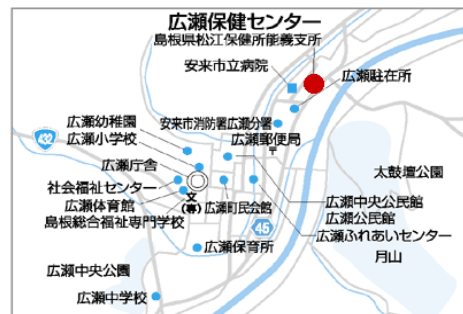 広瀬保健センター
島根県松江保健所能義支所
安来市立病院
広瀬駐在所
広瀬幼稚園
安来市消防署広瀬分署
広瀬小学校
広瀬郵便局
〒
432
広瀬庁舎
太鼓壇公園
社会福祉センター
広瀬中央公民館
広瀬体育館
文
(専)
広瀬町民会館
広瀬公民館
島根総合福祉専門学校
45
広瀬ふれあいセンター
広瀬保育所
月山
広瀬中央公園
広瀬中学校